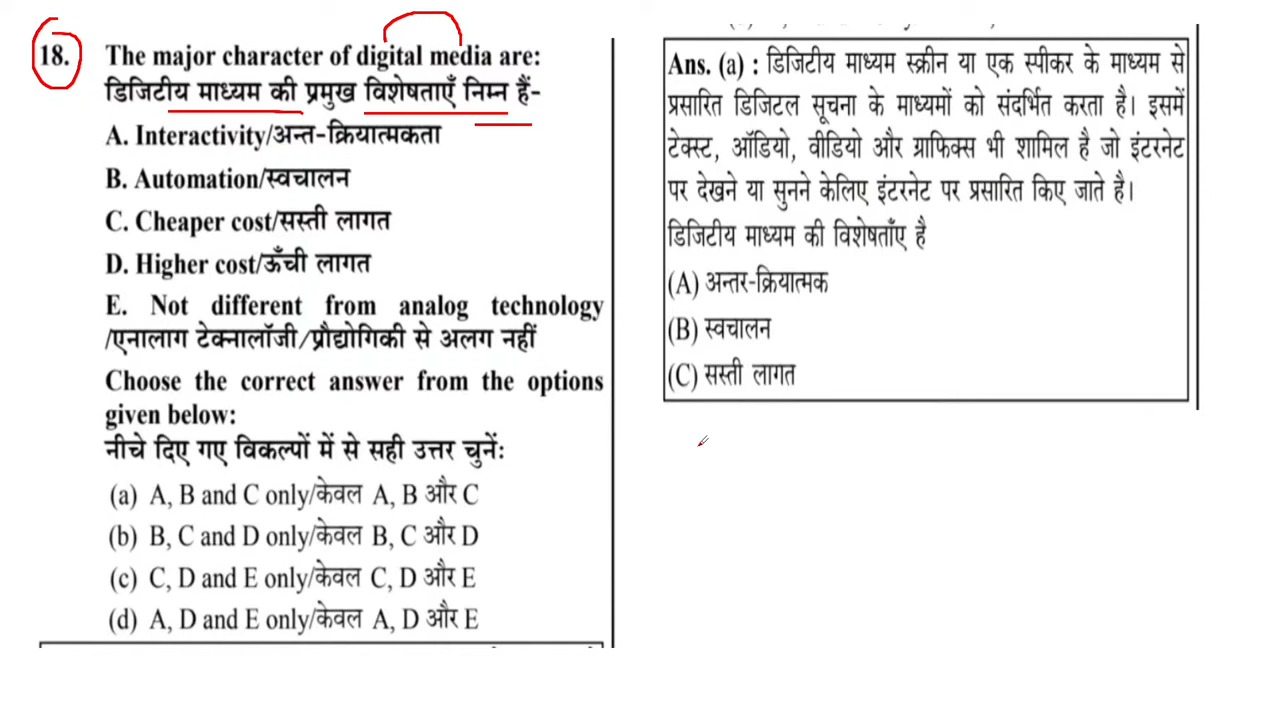 18. The major character of digital media are:
डिजिटीय माध्यम की प्रमुख विशेषताएँ निम्न हैं-
A. Interactivity/अन्त-क्रियात्मकता
B. Automation/स्वचालन
C. Cheaper cost/सस्ती लागत
D. Higher cost/ऊँची लागत
E. Not different from analog technology
/एनालाग टेक्नालॉजी/प्रौद्योगिकी से अलग नहीं
Choose the correct answer from the options
given below:
नीचे दिए गए विकल्पों में से सही उत्तर चुनें:
(a) A, B and C only/केवल A, B और C
(b) B, C and D only/केवल B, C और D
(c) C, D and E only/केवल C, D और E
(d) A, D and E only/केवल A, D और E
Ans. (a) : डिजिटीय माध्यम स्क्रीन या एक स्पीकर के माध्यम से
प्रसारित डिजिटल सूचना के माध्यमों को संदर्भित करता है। इसमें
टेक्स्ट, ऑडियो, वीडियो और ग्राफिक्स भी शामिल है जो इंटरनेट
पर देखने या सुनने केलिए इंटरनेट पर प्रसारित किए जाते है।
डिजिटीय माध्यम की विशेषताँए है
(A) अन्तर-क्रियात्मक
(B) स्वचालन
(C) सस्ती लागत